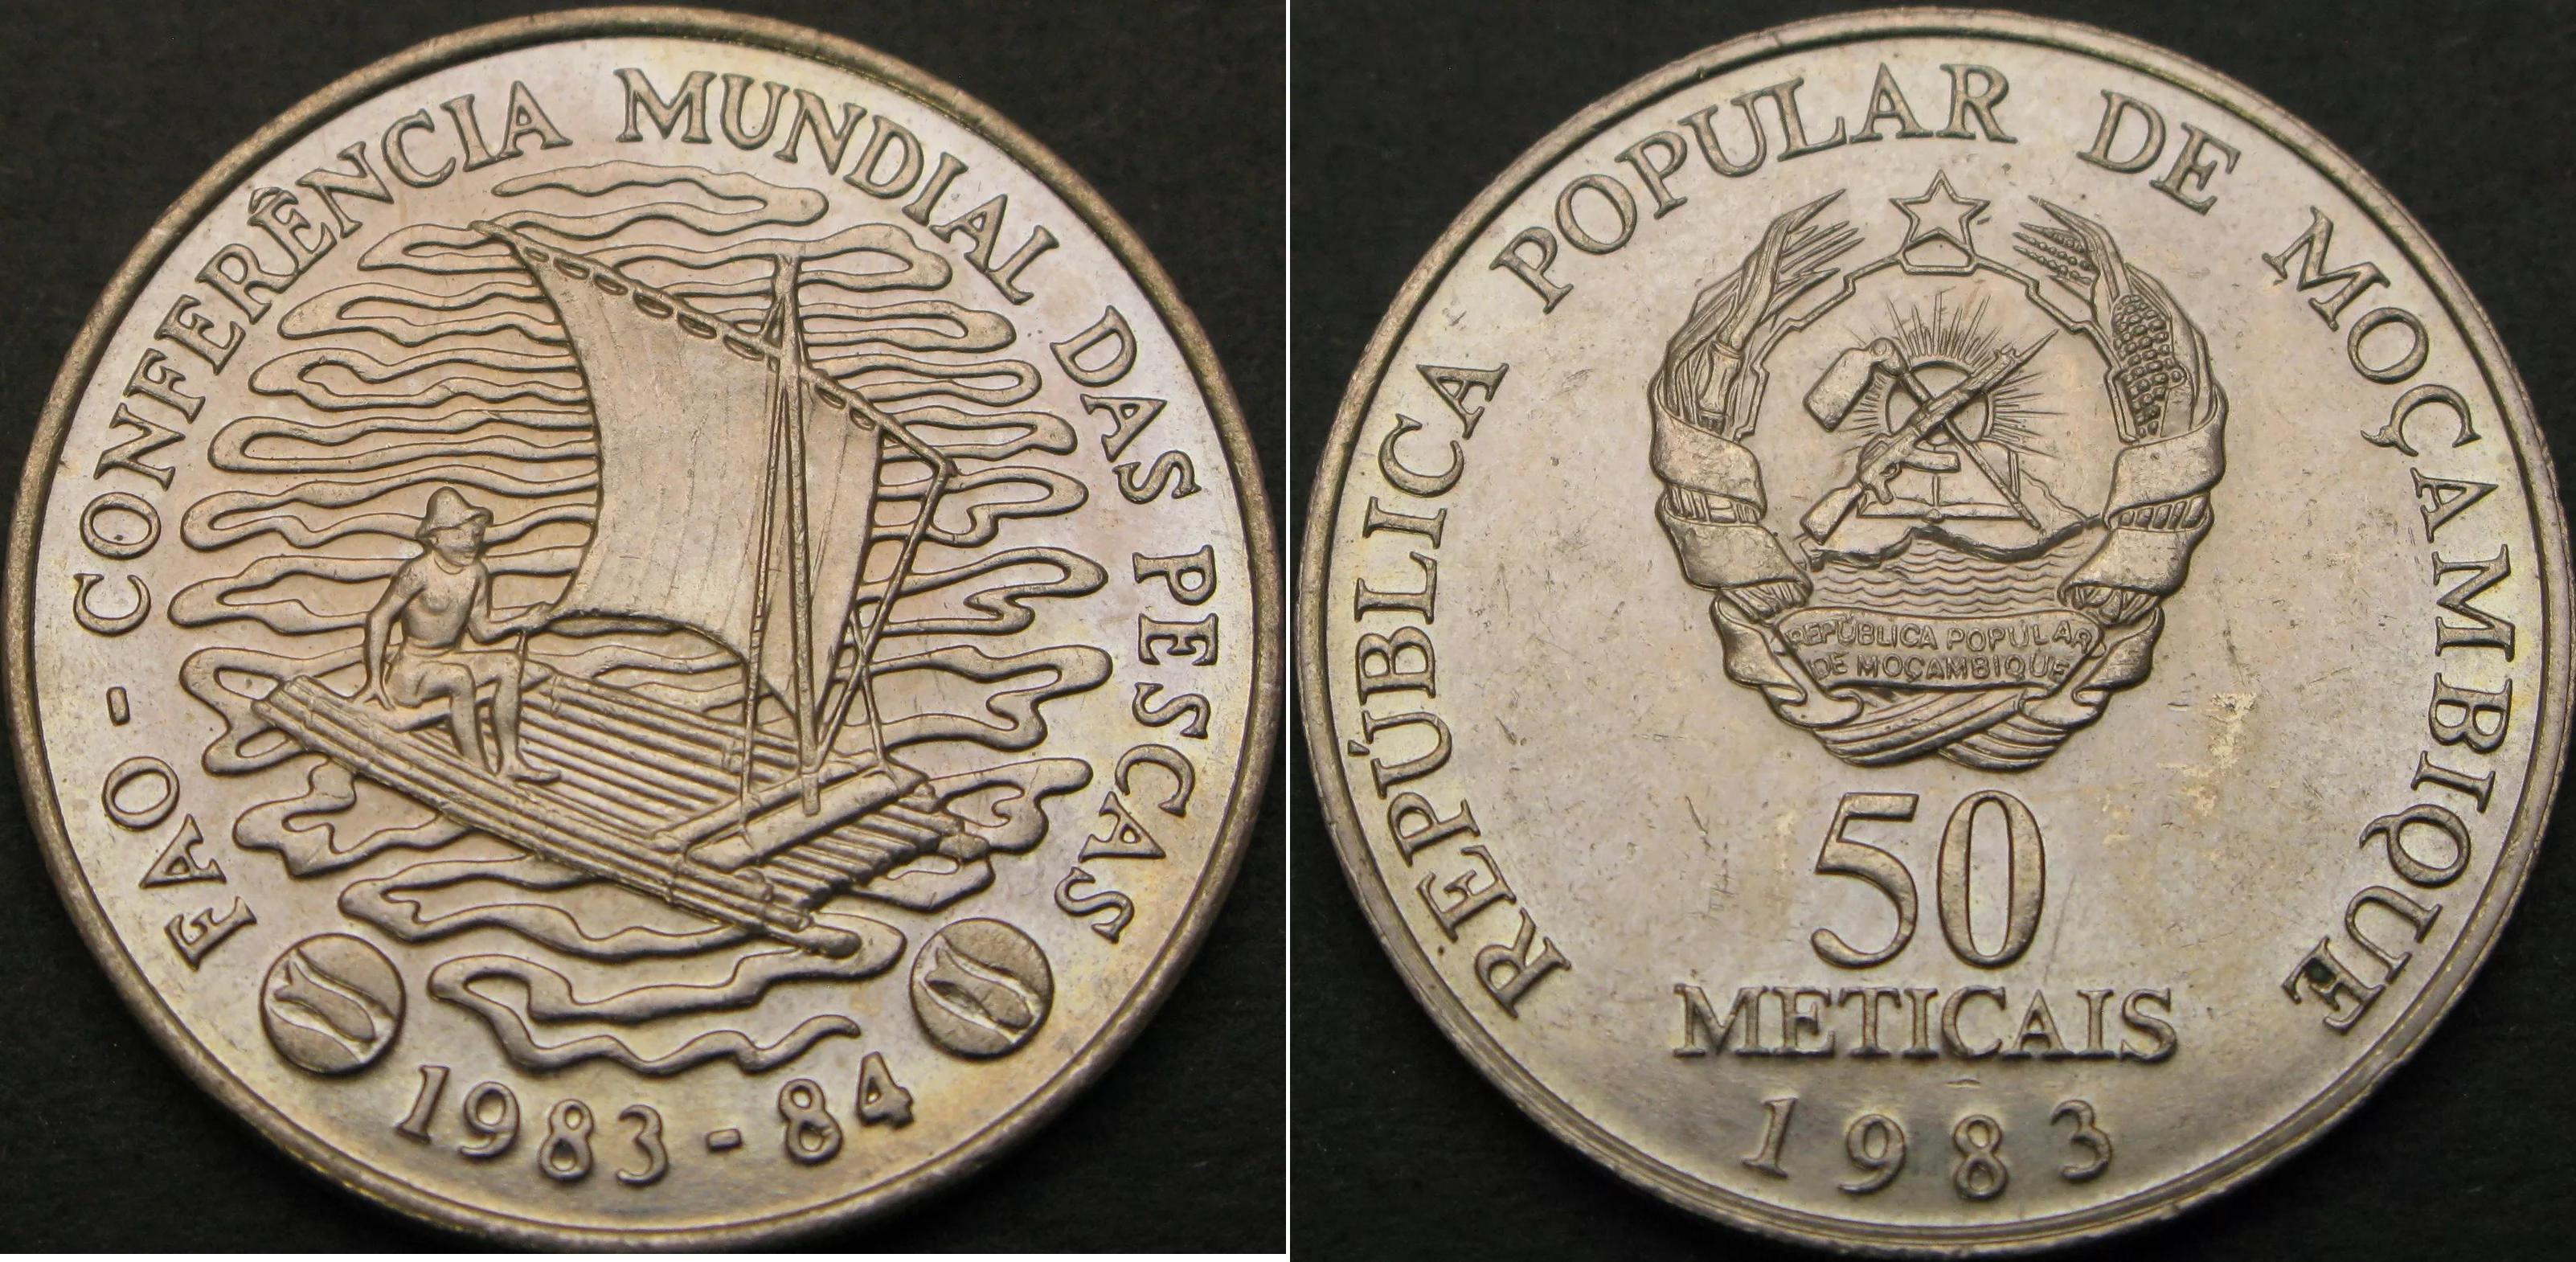 FAO - CONFERÊNCIA MUNDIAL DAS PESCAS
1983-84
REPÚBLICA POPULAR DE MOÇAMBIQUE
REPÚBLICA POPULAR
DE MOÇAMBIQUE
50
METICAIS
1983